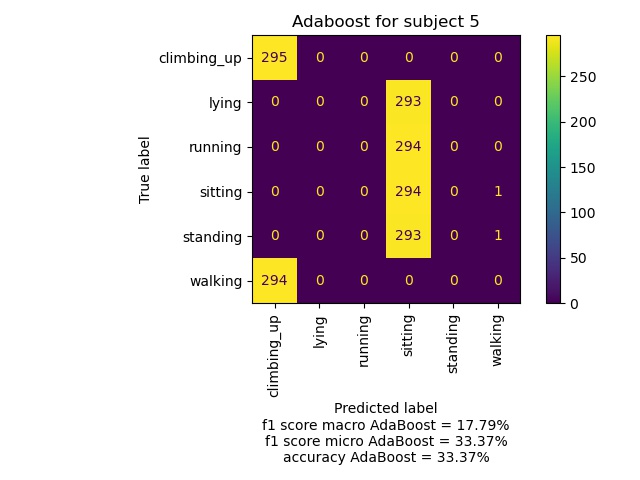 Adaboost for subject 5
True label
climbing_up 295 0 0 0 0 0
lying 0 0 0 293 0 0
running 0 0 0 294 0 0
sitting 0 0 0 294 0 1
standing 0 0 0 293 0 1
walking 294 0 0 0 0 0
climbing_up lying running sitting standing walking
Predicted label
f1 score macro AdaBoost = 17.79%
f1 score micro AdaBoost = 33.37%
accuracy AdaBoost = 33.37%
250
200
150
100
50
0